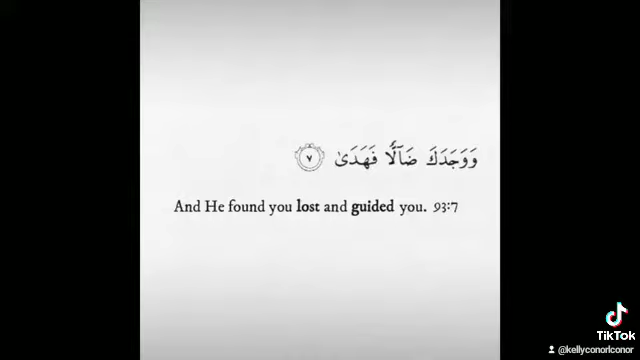 وَوَجَدَكَ ضَآلًّا فَهَدَىٰ ٧
And He found you lost and guided you. 93:7
TikTok
@kellyconorlconor